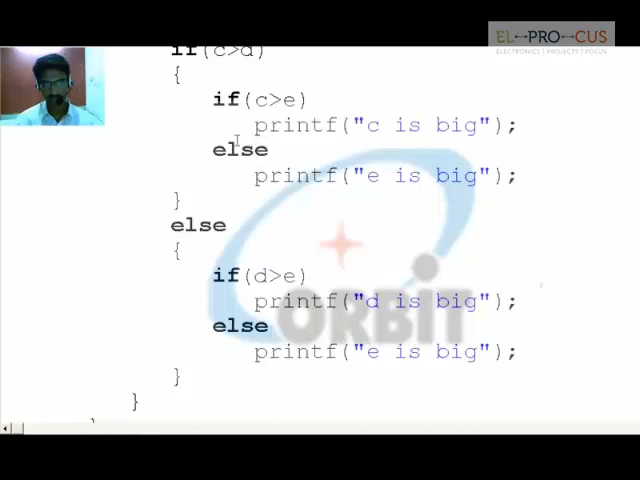 EL PRO CUS
ELECTRONICS | PROJECTS | FOCUS
if(c>d)
{
if(c>e)
printf("c is big");
else
printf("e is big");
}
else
{
if(d>e)
printf("d is big");
else
printf("e is big");
}
}
ORBiT